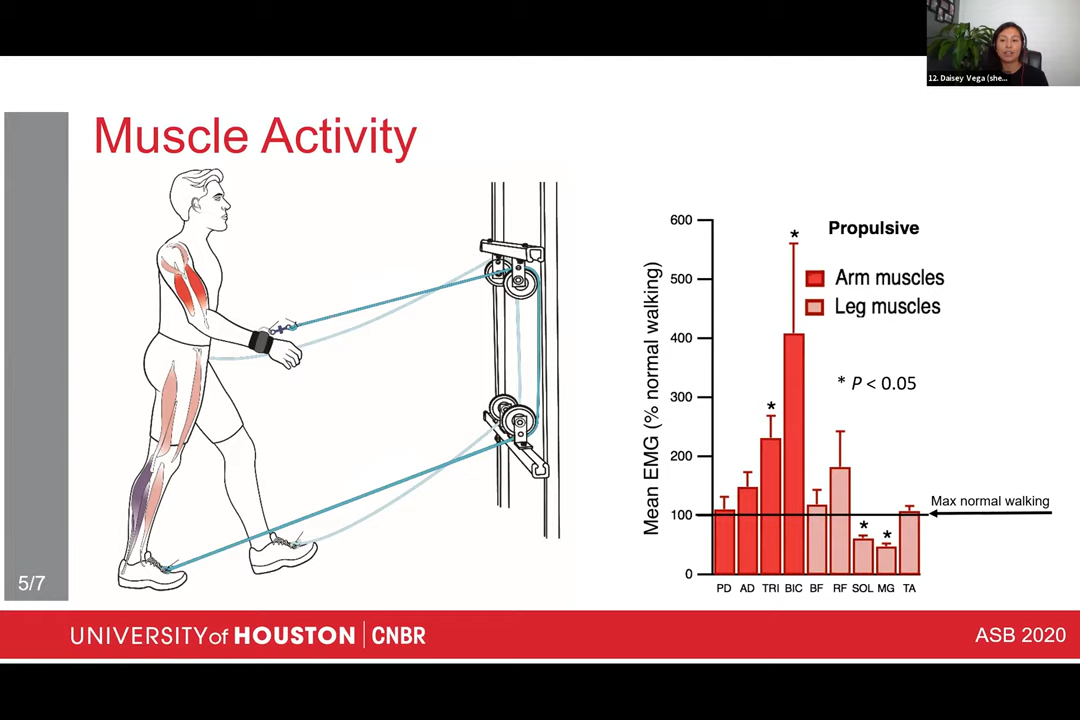 12. Daisey Vega (she...
Muscle Activity
Propulsive
Arm muscles
Leg muscles
* P < 0.05
Max normal walking
Mean EMG (% normal walking)
600
500
400
300
200
100
0
PD AD TRI BIC BF RF SOL MG TA
* * * *
5/7
UNIVERSITY of HOUSTON | CNBR
ASB 2020